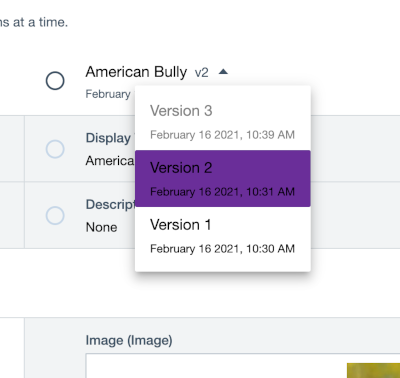 ns at a time.
American Bully v2
February
Version 3
February 16 2021, 10:39 AM
Display
America
Version 2
February 16 2021, 10:31 AM
Descript
None
Version 1
February 16 2021, 10:30 AM
Image (Image)